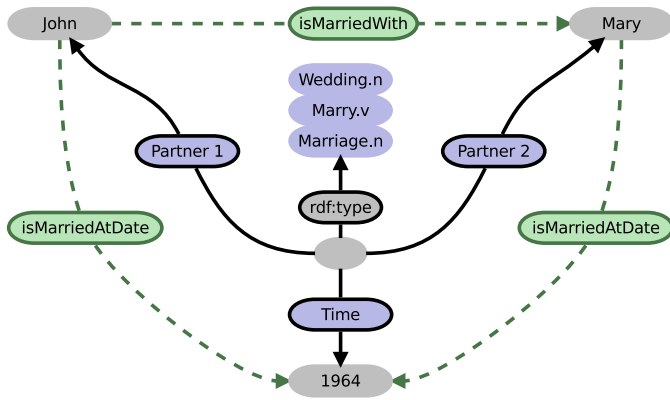 John
isMarriedWith
Mary
Wedding.n
Marry.v
Marriage.n
Partner 1
Partner 2
rdf:type
isMarriedAtDate
isMarriedAtDate
Time
1964